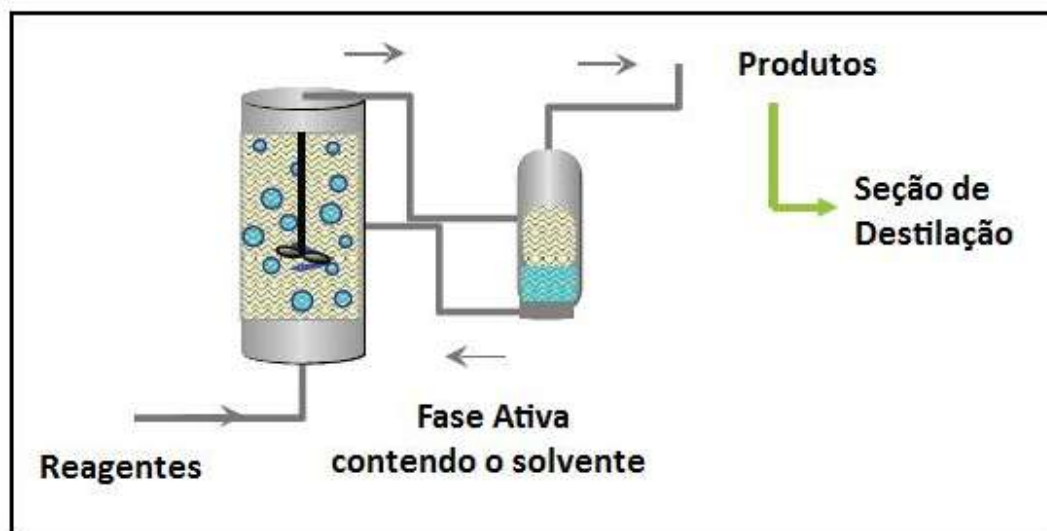 Produtos
Seção de
Destilação
Fase Ativa
contendo o solvente
Reagentes